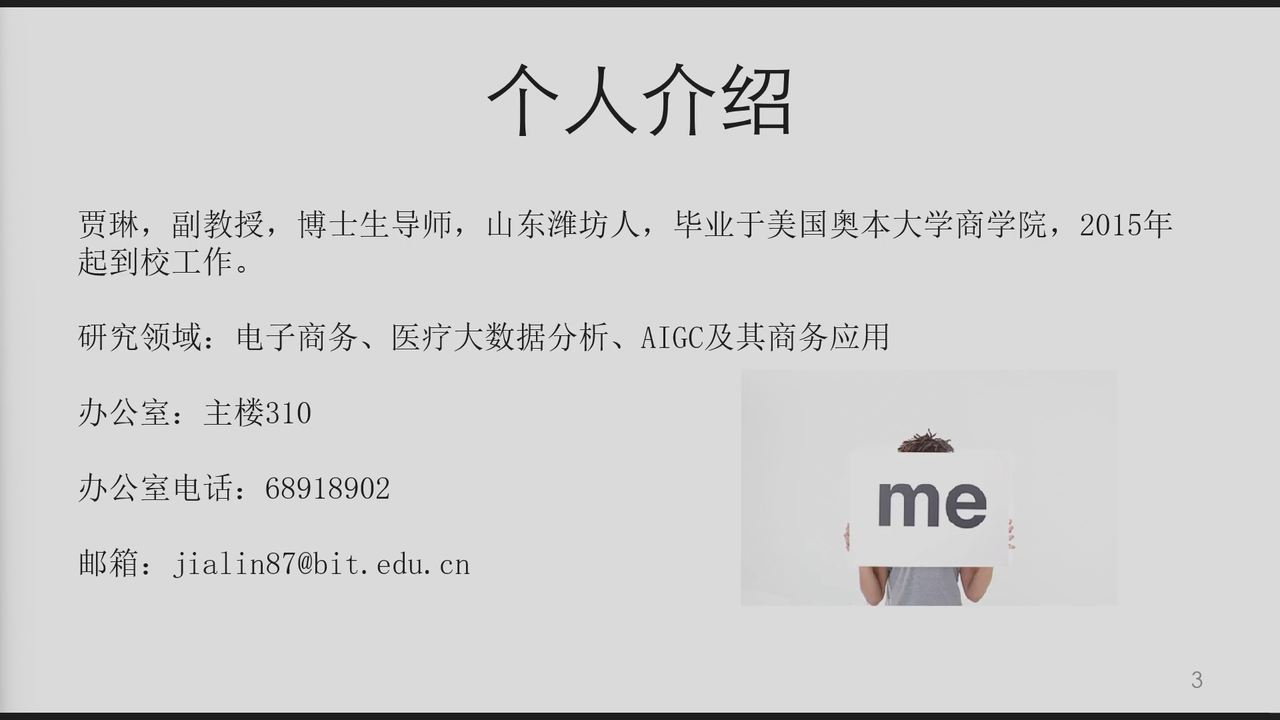 个人介绍
贾琳，副教授，博士生导师，山东潍坊人，毕业于美国奥本大学商学院，2015年
起到校工作。
研究领域：电子商务、医疗大数据分析、AIGC及其商务应用
办公室：主楼310
办公室电话：68918902
邮箱：jialin87@bit.edu.cn
me
3